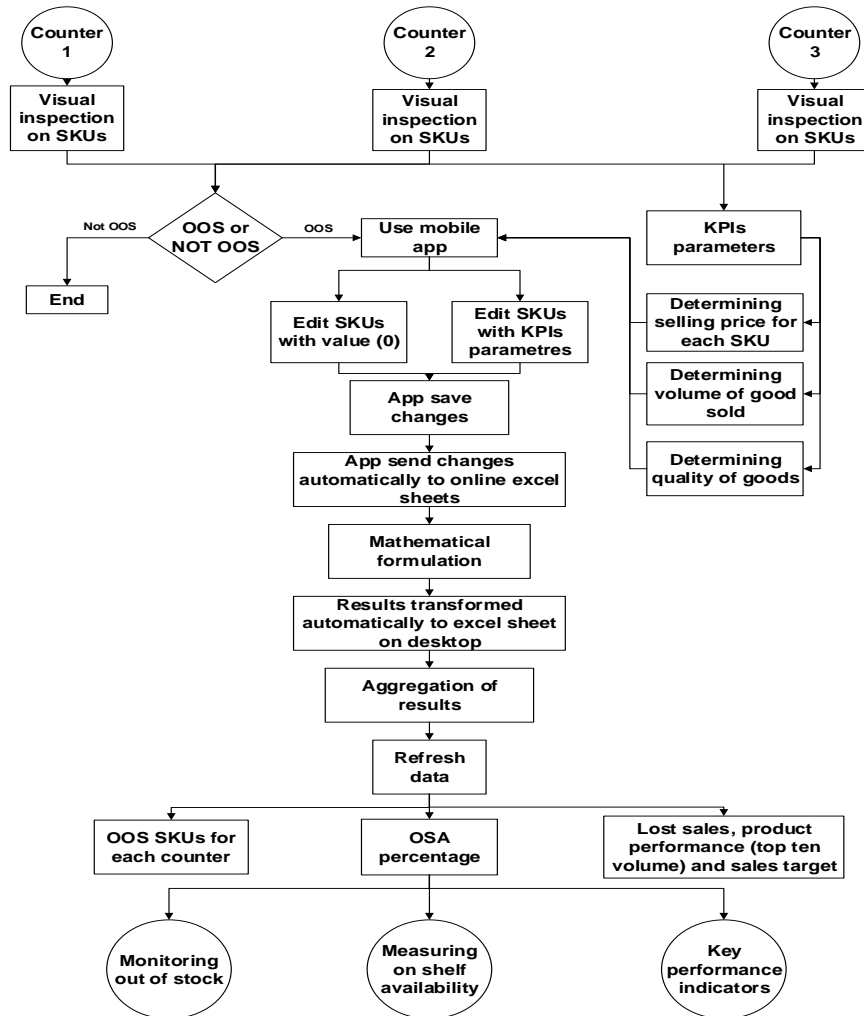 Counter
1
Counter
2
Counter
3
Visual
inspection
on SKUs
Visual
inspection
on SKUs
Visual
inspection
on SKUs
Not OOS
OOS or
NOT OOS
OOS
Use mobile
app
KPIs
parameters
End
Edit SKUs
with value (0)
Edit SKUs
with KPIs
parametres
Determining
selling price for
each SKU
App save
changes
Determining
volume of good
sold
App send changes
automatically to online excel
sheets
Determining
quality of goods
Mathematical
formulation
Results transformed
automatically to excel sheet
on desktop
Aggregation of
results
Refresh
data
OOS SKUs for
each counter
OSA
percentage
Lost sales, product
performance (top ten
volume) and sales target
Monitoring
out of stock
Measuring
on shelf
availability
Key
performance
indicators